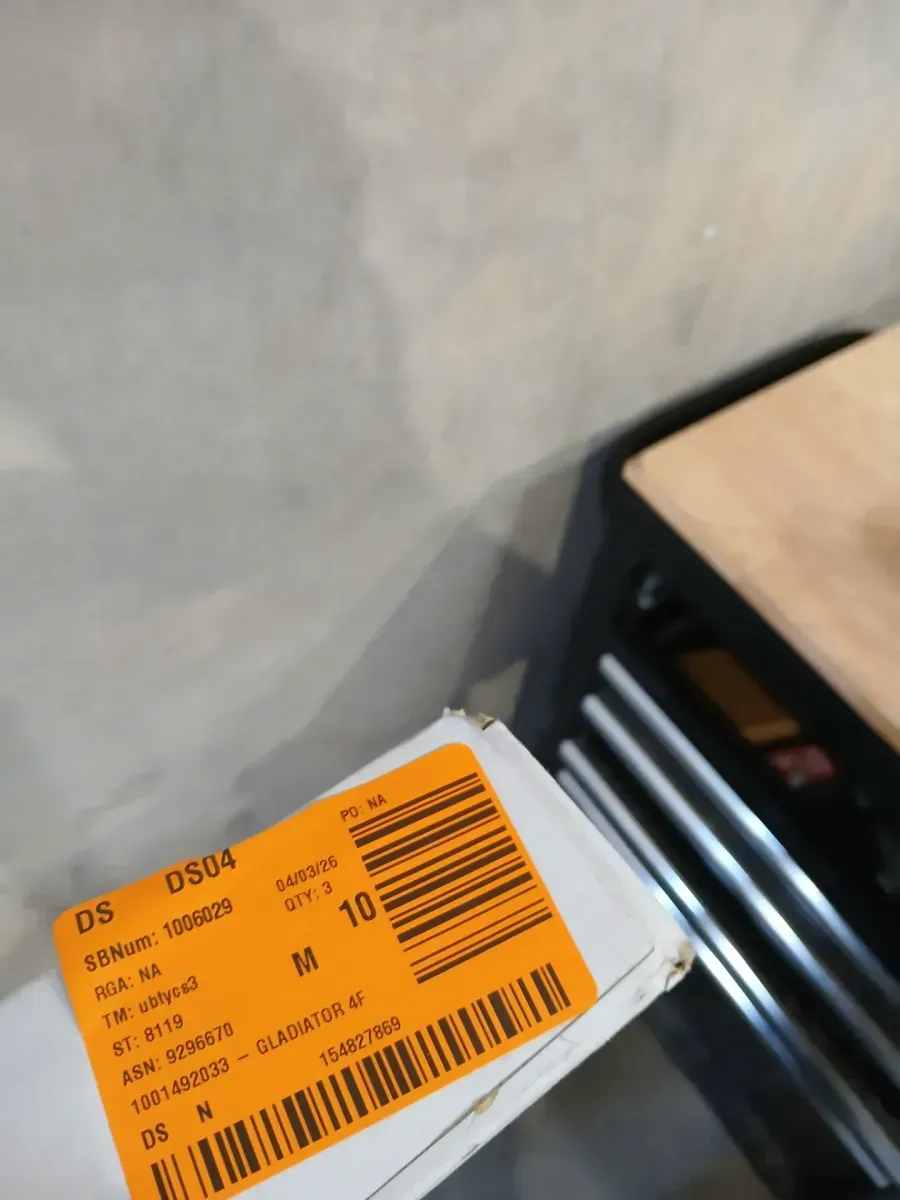 DS DS04
PO: NA
SBNum: 1006029
04/03/26
RGA: NA
QTY: 3
TM: ubtycs3
M 10
ST: 8119
ASN: 9296670
1001492033 - GLADIATOR 4F
DS N 154827869